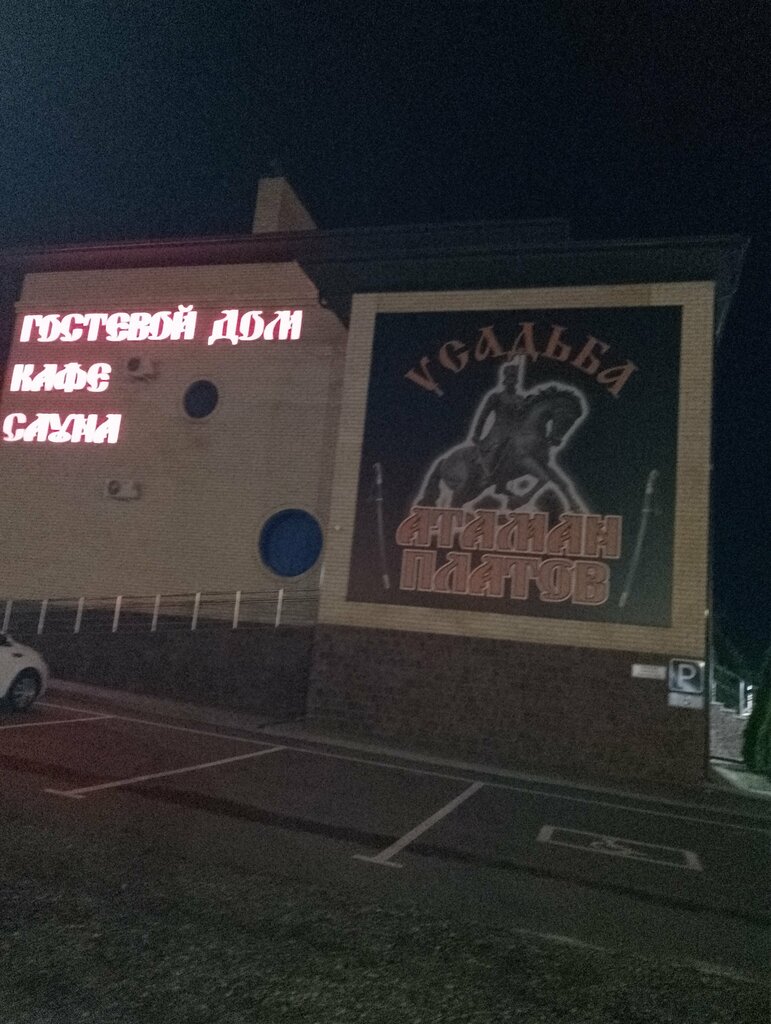 ГОСТЕВОЙ ДОМ
КАФЕ
САУНА
УСАДЬБА
АТАМАН
ПЛАТОВ
P